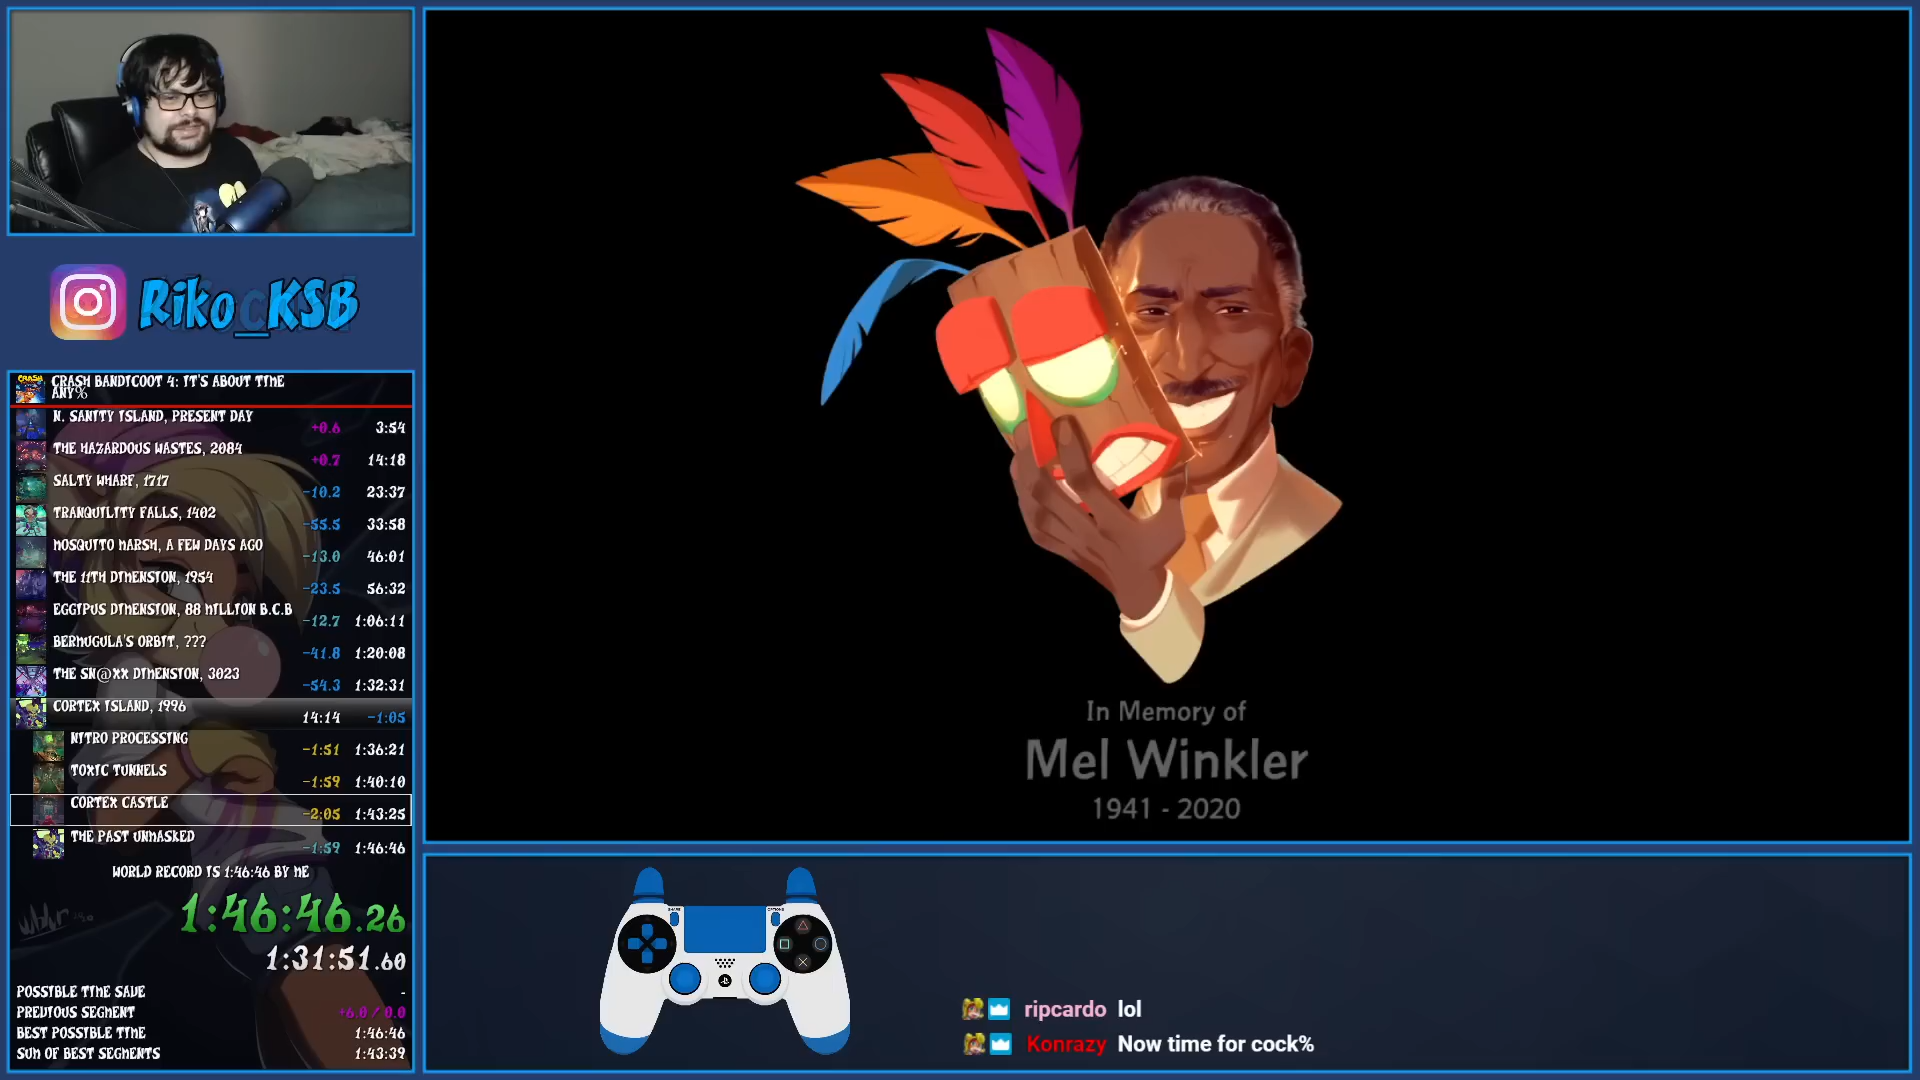 Riko_KSB
CRASH BANDICOOT 4: IT'S ABOUT TIME
ANY%
N. SANITY ISLAND, PRESENT DAY +0.6 3:54
THE HAZARDOUS WASTES, 2084 +0.7 14:18
SALTY WHARF, 1717 -10.2 23:37
TRANQUILITY FALLS, 1402 -55.5 33:58
MOSQUITO MARSH, A FEW DAYS AGO -13.0 46:01
THE 11TH DIMENSION, 1954 -23.5 56:32
EGGIPUS DIMENSION, 88 MILLION B.C.B -12.7 1:06:11
BERMUGULA'S ORBIT, ??? -41.8 1:20:08
THE SN@XX DIMENSION, 3023 -54.3 1:32:31
CORTEX ISLAND, 1996 14:14 -1:05
NITRO PROCESSING -1:51 1:36:21
TOXIC TUNNELS -1:59 1:40:10
CORTEX CASTLE -2:05 1:43:25
THE PAST UNMASKED -1:59 1:46:46
WORLD RECORD IS 1:46:46 BY ME
1:46:46.26
1:31:51.60
POSSIBLE TIME SAVE -
PREVIOUS SEGMENT +6.0 / 0.0
BEST POSSIBLE TIME 1:46:46
SUM OF BEST SEGMENTS 1:43:39
In Memory of
Mel Winkler
1941 - 2020
SHARE
OPTIONS
ripcardo lol
Konrazy Now time for cock%